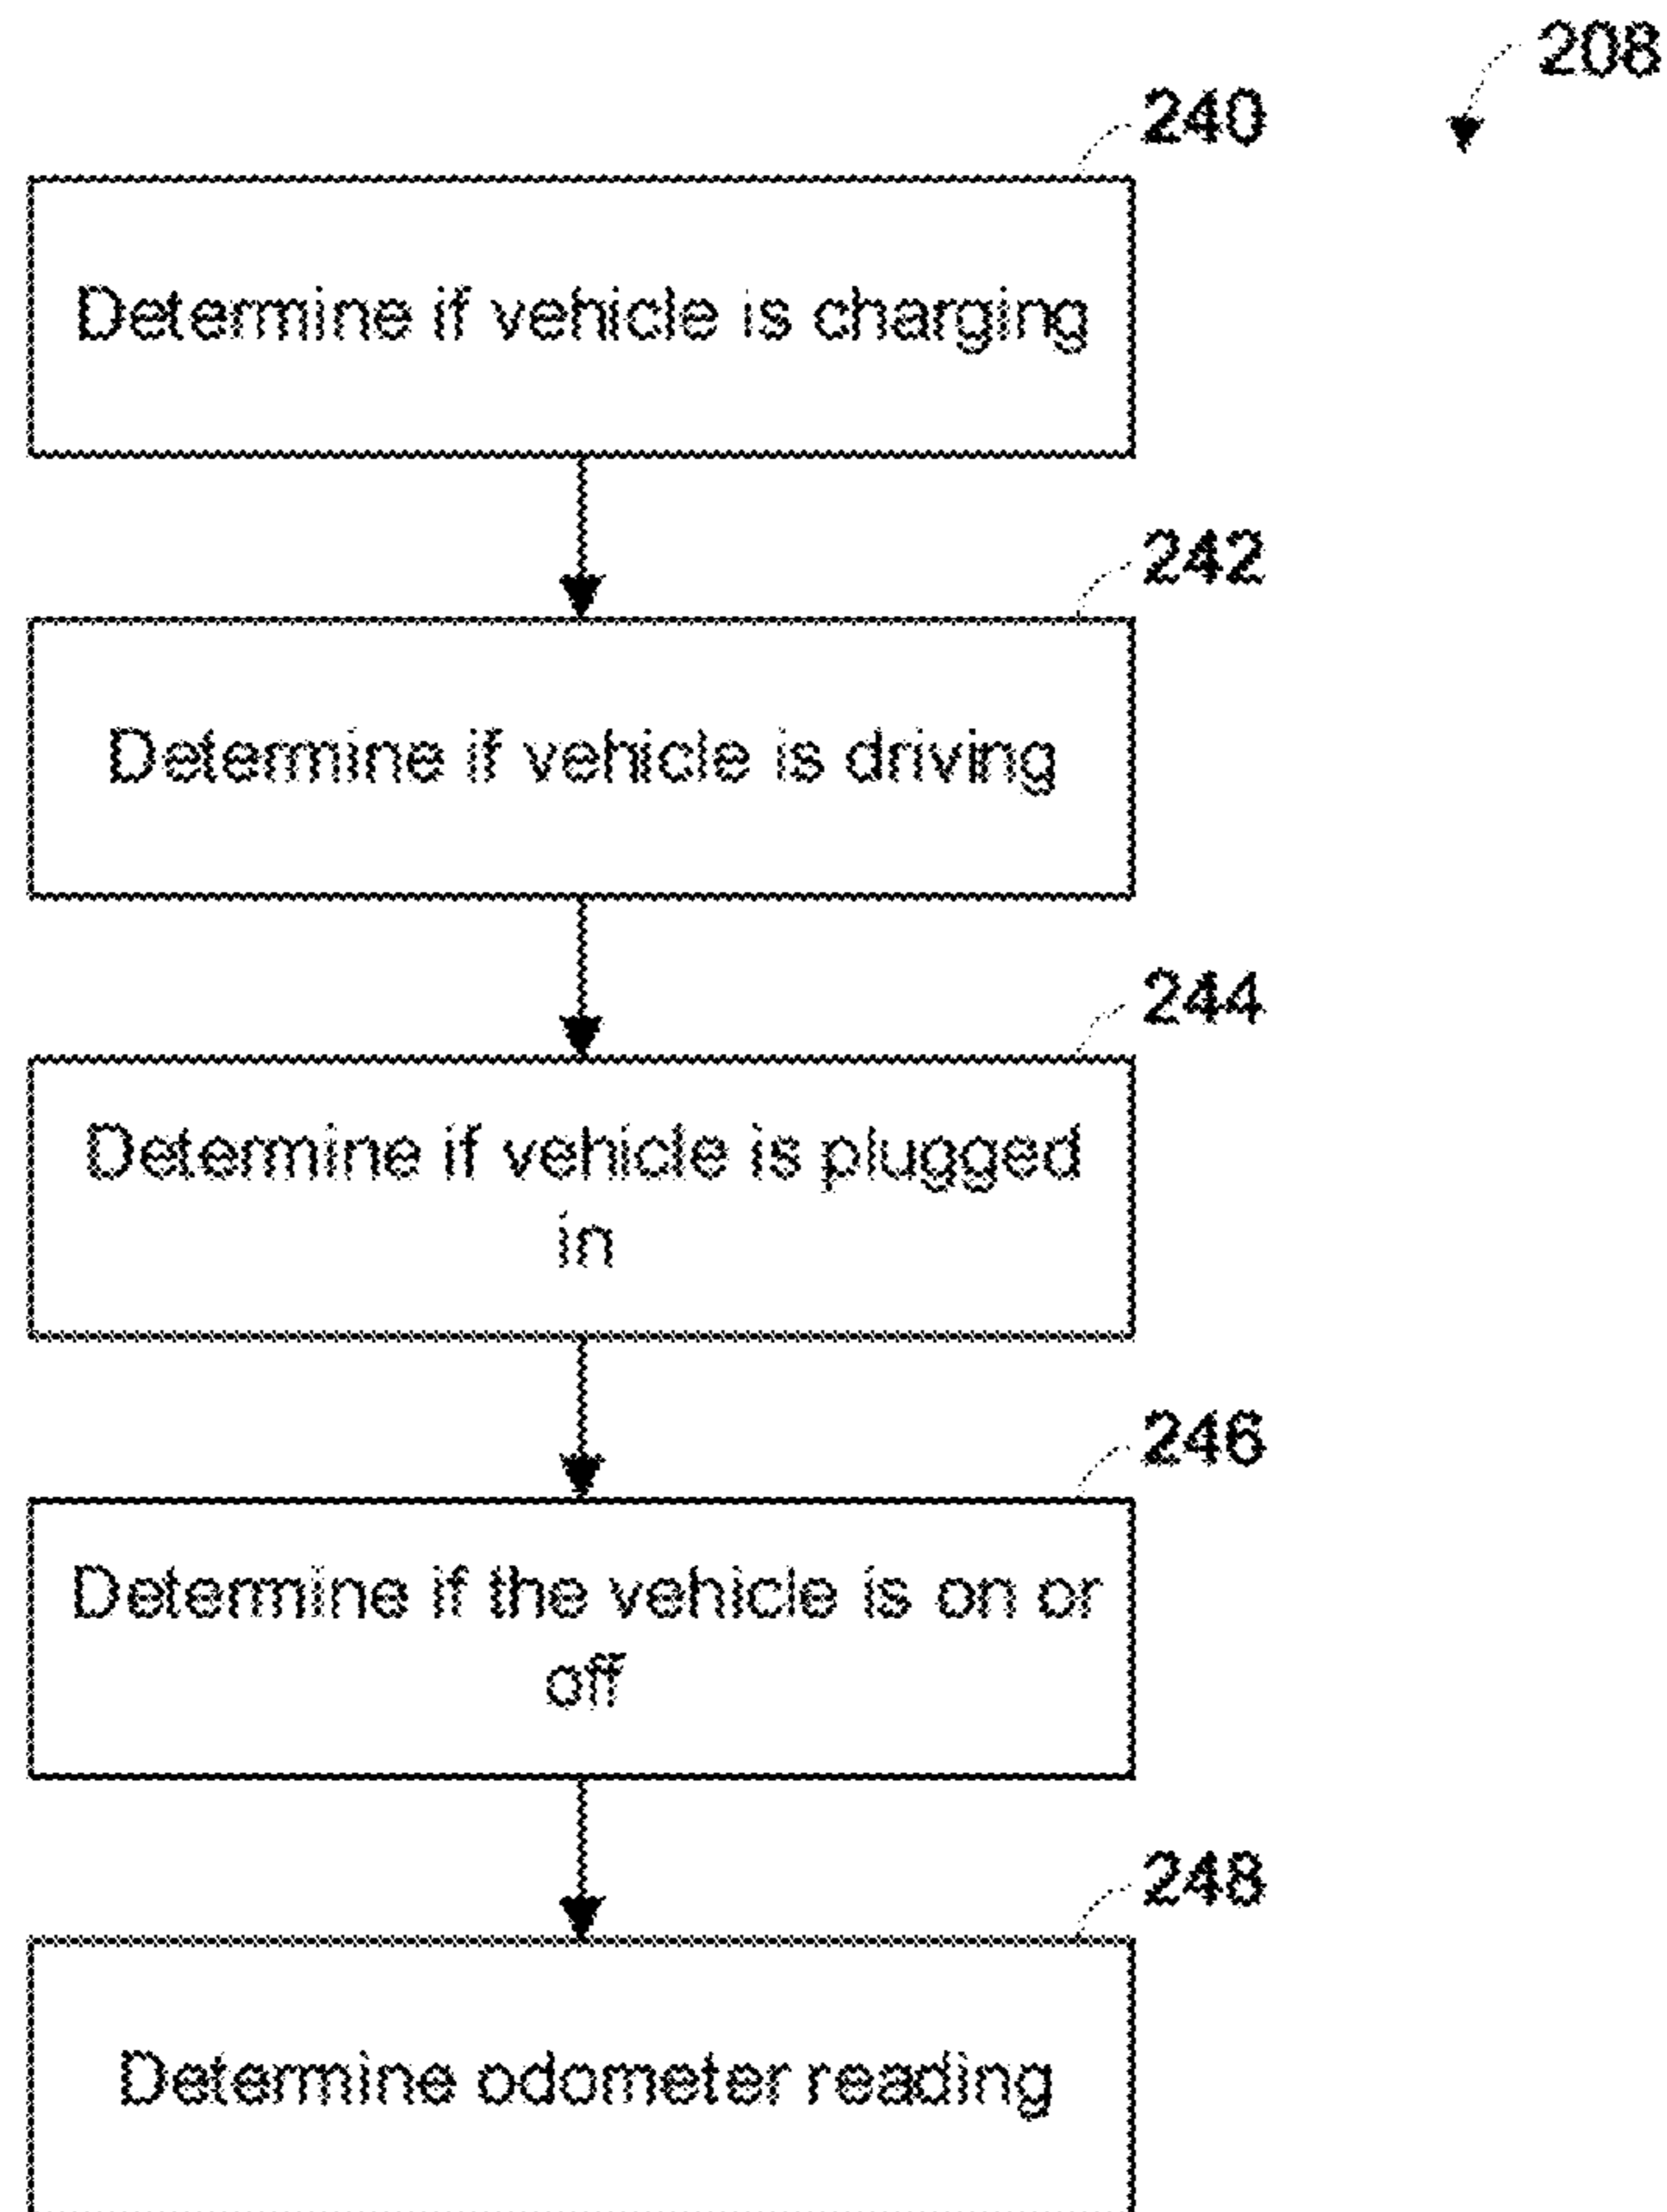 208
240
Determine if vehicle is charging
242
Determine if vehicle is driving
244
Determine if vehicle is plugged
in
246
Determine if the vehicle is on or
off
248
Determine odometer reading